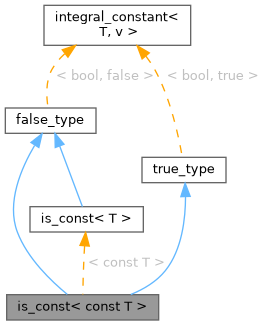 integral_constant<
T, v >
< bool, false >
< bool, true >
false_type
true_type
is_const< T >
< const T >
is_const< const T >